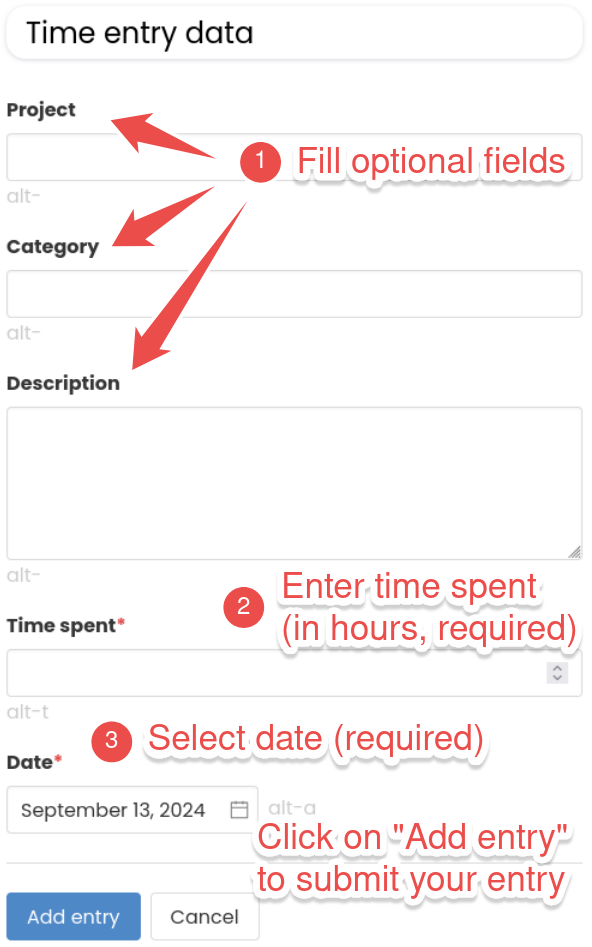 Time entry data
Project
1 Fill optional fields
alt-
Category
alt-
Description
alt-
2 Enter time spent
(in hours, required)
Time spent*
alt-t
3 Select date (required)
Date*
September 13, 2024 alt-a
Click on "Add entry"
to submit your entry
Add entry Cancel